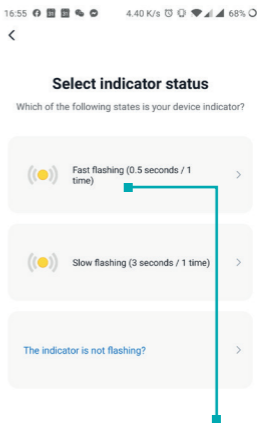 16:55 4.40 K/s 68%
Select indicator status
Which of the following states is your device indicator?
Fast flashing (0.5 seconds / 1
time)
Slow flashing (3 seconds / 1 time)
The indicator is not flashing?